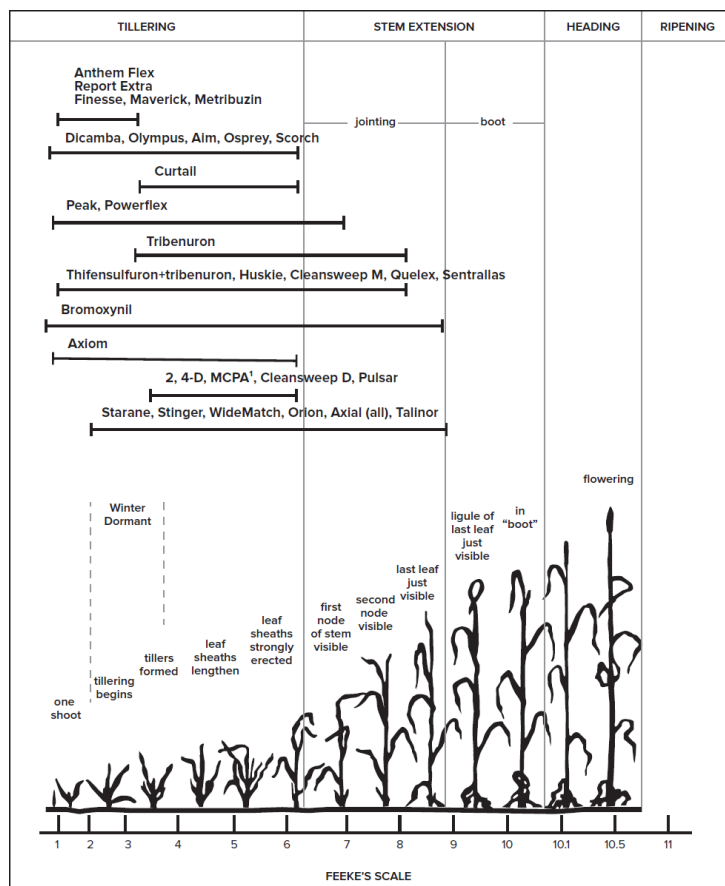 TILLERING
STEM EXTENSION
HEADING
RIPENING
Anthem Flex
Report Extra
Finesse, Maverick, Metribuzin
jointing
boot
Dicamba, Olympus, Aim, Osprey, Scorch
Curtail
Peak, Powerflex
Tribenuron
Thifensulfuron+tribenuron, Huskie, Cleansweep M, Quelex, Sentrallas
Bromoxynil
Axiom
2, 4-D, MCPA¹, Cleansweep D, Pulsar
Starane, Stinger, WideMatch, Orion, Axial (all), Talinor
flowering
Winter
Dormant
in
"boot"
ligule of
last leaf
just
visible
last leaf
just
visible
second
node
visible
first
node
of stem
visible
leaf
sheaths
strongly
erected
leaf
sheaths
lengthen
tillers
formed
tillering
begins
one
shoot
1
2
3
4
5
6
7
8
9
10
10.1
10.5
11
FEEKE'S SCALE